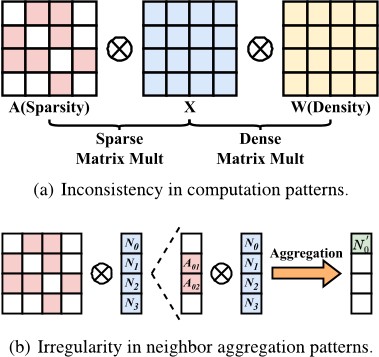 A(Sparsity) X W(Density)
Sparse Dense
Matrix Mult Matrix Mult
(a) Inconsistency in computation patterns.
N0 N0 N'0
N1 A01 N1 Aggregation
N2 A02 N2
N3 N3
(b) Irregularity in neighbor aggregation patterns.